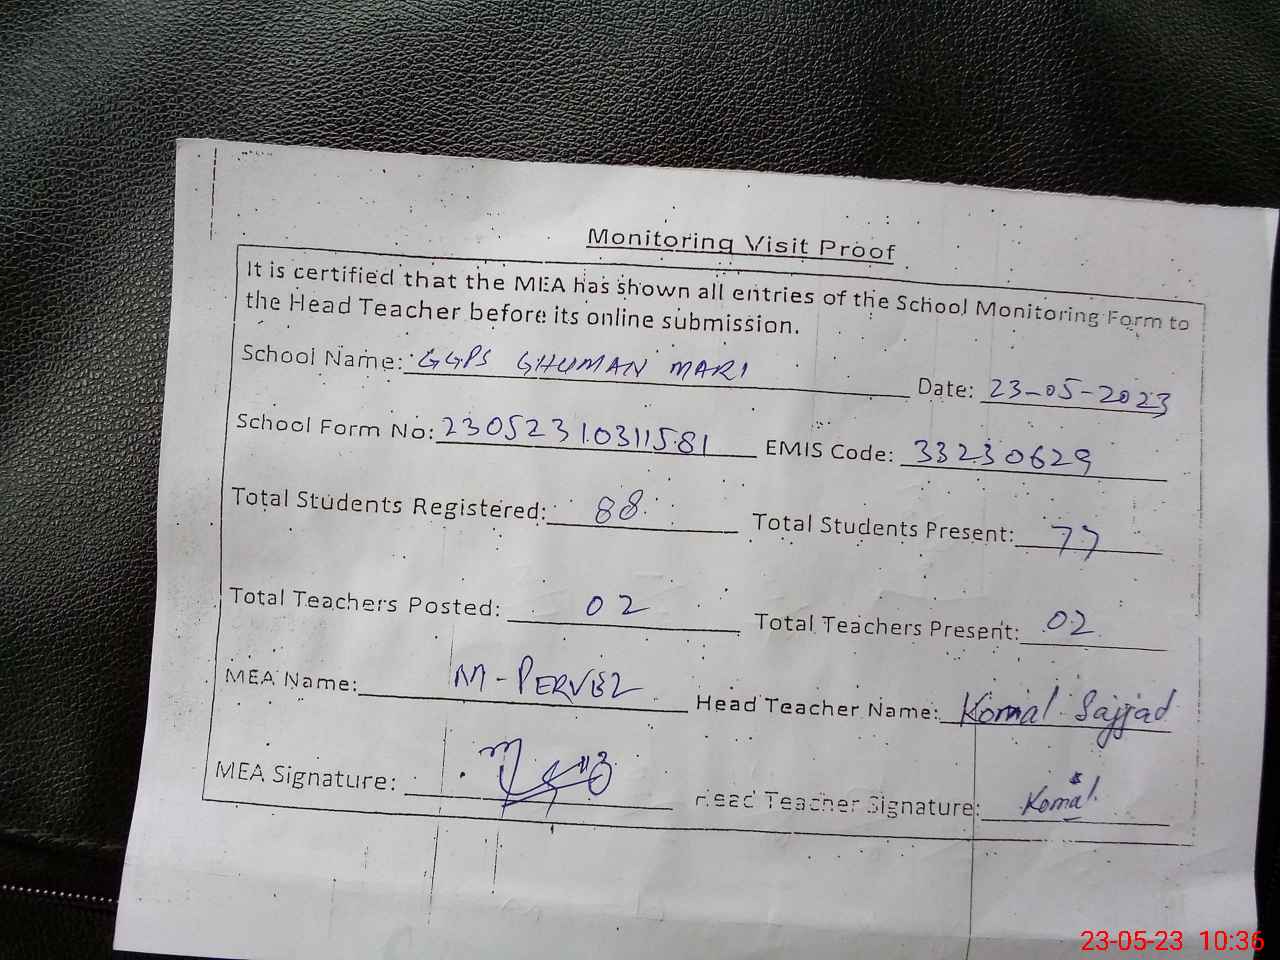 Monitoring Visit Proof
It is certified that the MEA has shown all entries of the School Monitoring Form to
the Head Teacher before its online submission.
School Name: GGPS GHUMAN MARI Date: 23-05-2023
School Form No: 23052310311581 EMIS Code: 33230629
Total Students Registered: 88 Total Students Present: 77
Total Teachers Posted: 02 Total Teachers Present: 02
MEA Name: M-PERVEZ Head Teacher Name: Komal Sajjad
MEA Signature: Head Teacher Signature: Komal
23-05-23 10:36